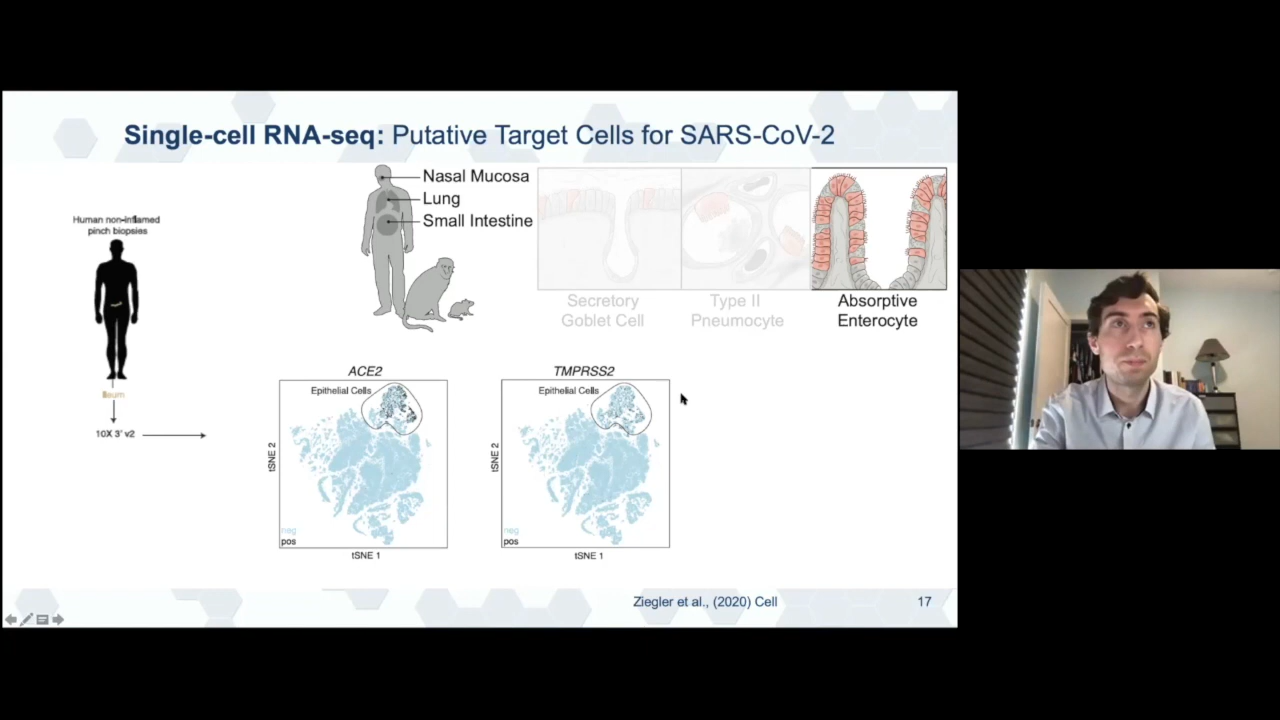 Single-cell RNA-seq: Putative Target Cells for SARS-CoV-2
Nasal Mucosa
Lung
Small Intestine
Human non-inflamed
pinch biopsies
Ileum
10X 3' v2
Secretory
Goblet Cell
Type II
Pneumocyte
Absorptive
Enterocyte
ACE2
Epithelial Cells
tSNE 2
neg
pos
tSNE 1
TMPRSS2
Epithelial Cells
tSNE 2
neg
pos
tSNE 1
Ziegler et al., (2020) Cell
17